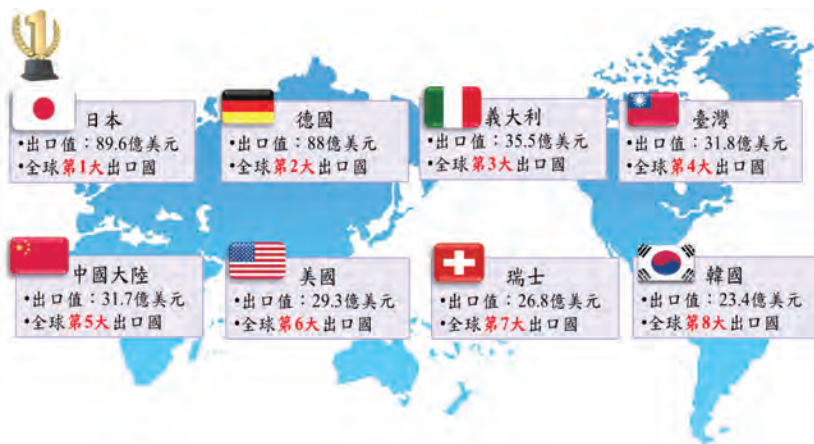 1
日本
•出口值：89.6億美元
•全球第1大出口國
德國
•出口值：88億美元
•全球第2大出口國
義大利
•出口值：35.5億美元
•全球第3大出口國
臺灣
•出口值：31.8億美元
•全球第4大出口國
中國大陸
•出口值：31.7億美元
•全球第5大出口國
美國
•出口值：29.3億美元
•全球第6大出口國
瑞士
•出口值：26.8億美元
•全球第7大出口國
韓國
•出口值：23.4億美元
•全球第8大出口國